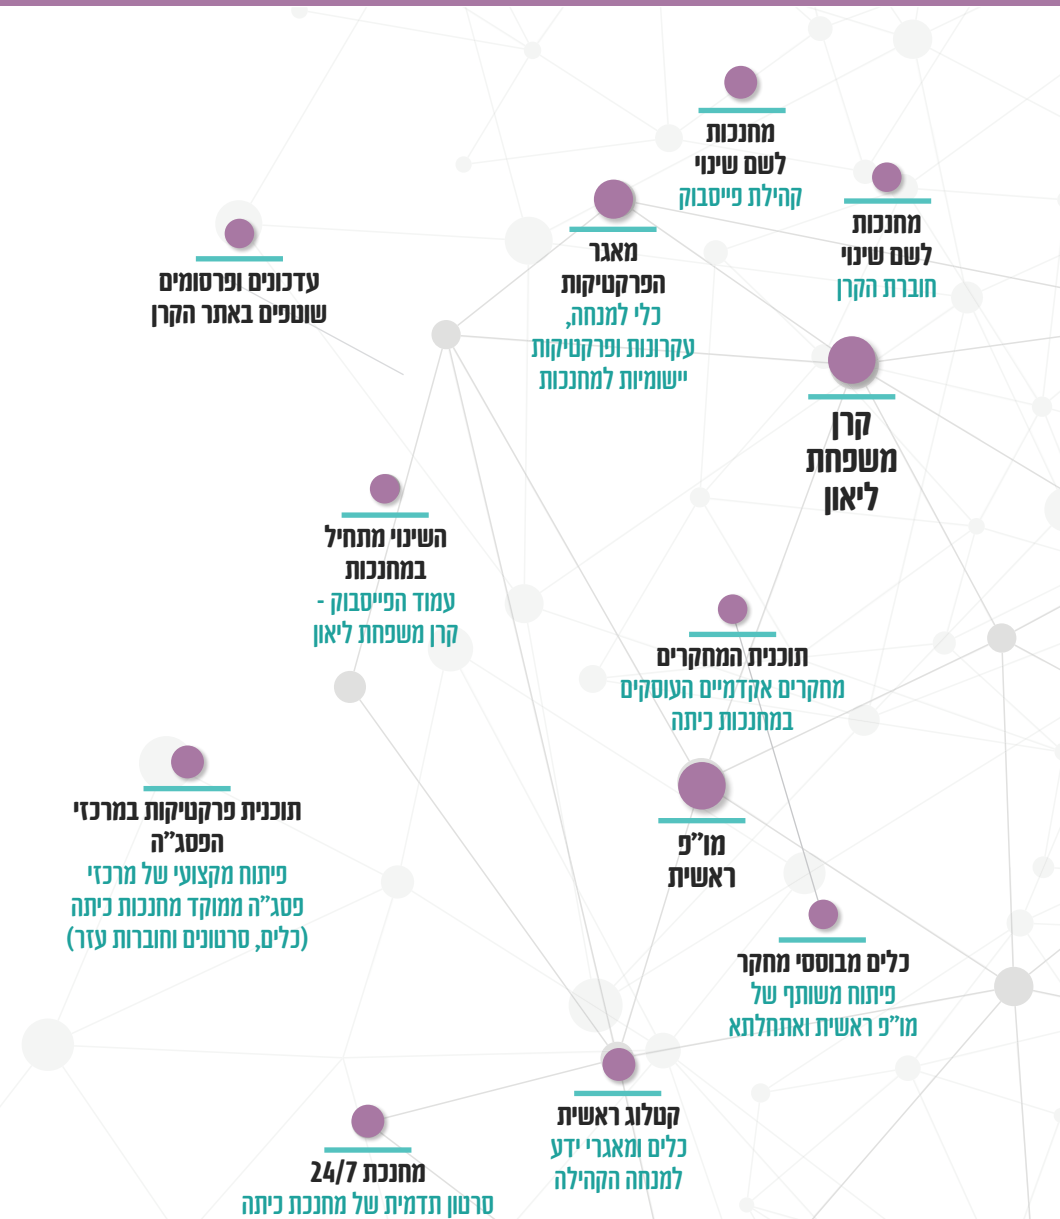 מחנכות
לשם שינוי
קהילת פייסבוק
מחנכות
לשם שינוי
חוברת הקרן
מאגר
הפרקטיקות
כלי למנחה,
עקרונות ופרקטיקות
יישומיות למחנכות
עדכונים ופרסומים
שוטפים באתר הקרן
קרן
משפחת
ליאון
השינוי מתחיל
במחנכות
עמוד הפייסבוק -
קרן משפחת ליאון
תוכנית המחקרים
מחקרים אקדמיים העוסקים
במחנכות כיתה
תוכנית פרקטיקות במרכזי
הפסג"ה
פיתוח מקצועי של מרכזי
פסג"ה ממוקד מחנכות כיתה
(כלים, סרטונים וחוברות עזר)
מו"פ
ראשית
כלים מבוססי מחקר
פיתוח משותף של
מו"פ ראשית ואתחלתא
קטלוג ראשית
כלים ומאגרי ידע
למנחה הקהילה
מחנכת 24/7
סרטון תדמית של מחנכת כיתה